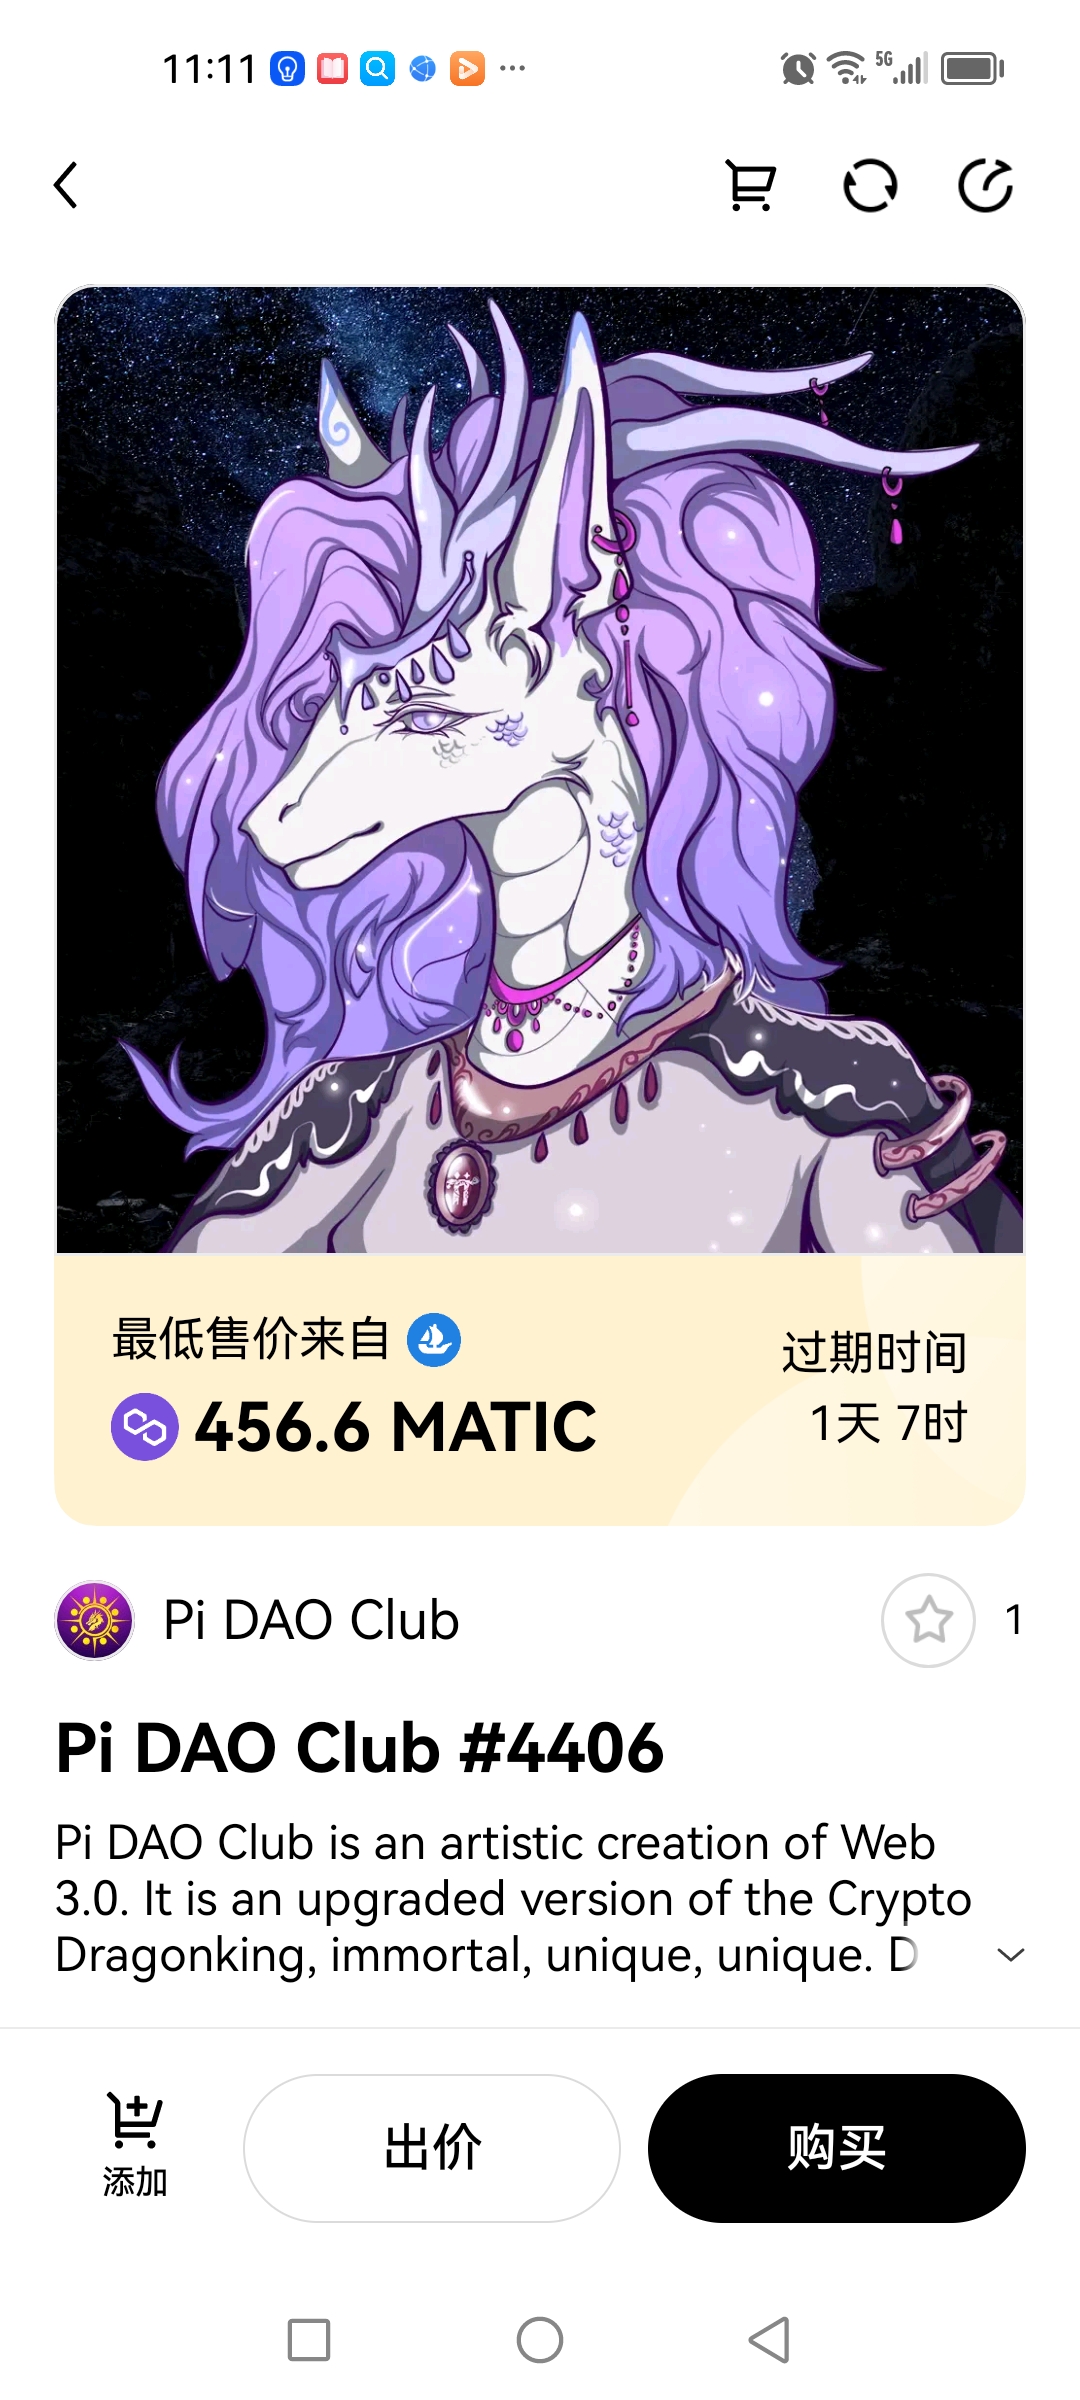 11:11
5G
最低售价来自
456.6 MATIC
过期时间
1天 7时
Pi DAO Club
1
Pi DAO Club #4406
Pi DAO Club is an artistic creation of Web
3.0. It is an upgraded version of the Crypto
Dragonking, immortal, unique, unique. D
添加
出价
购买